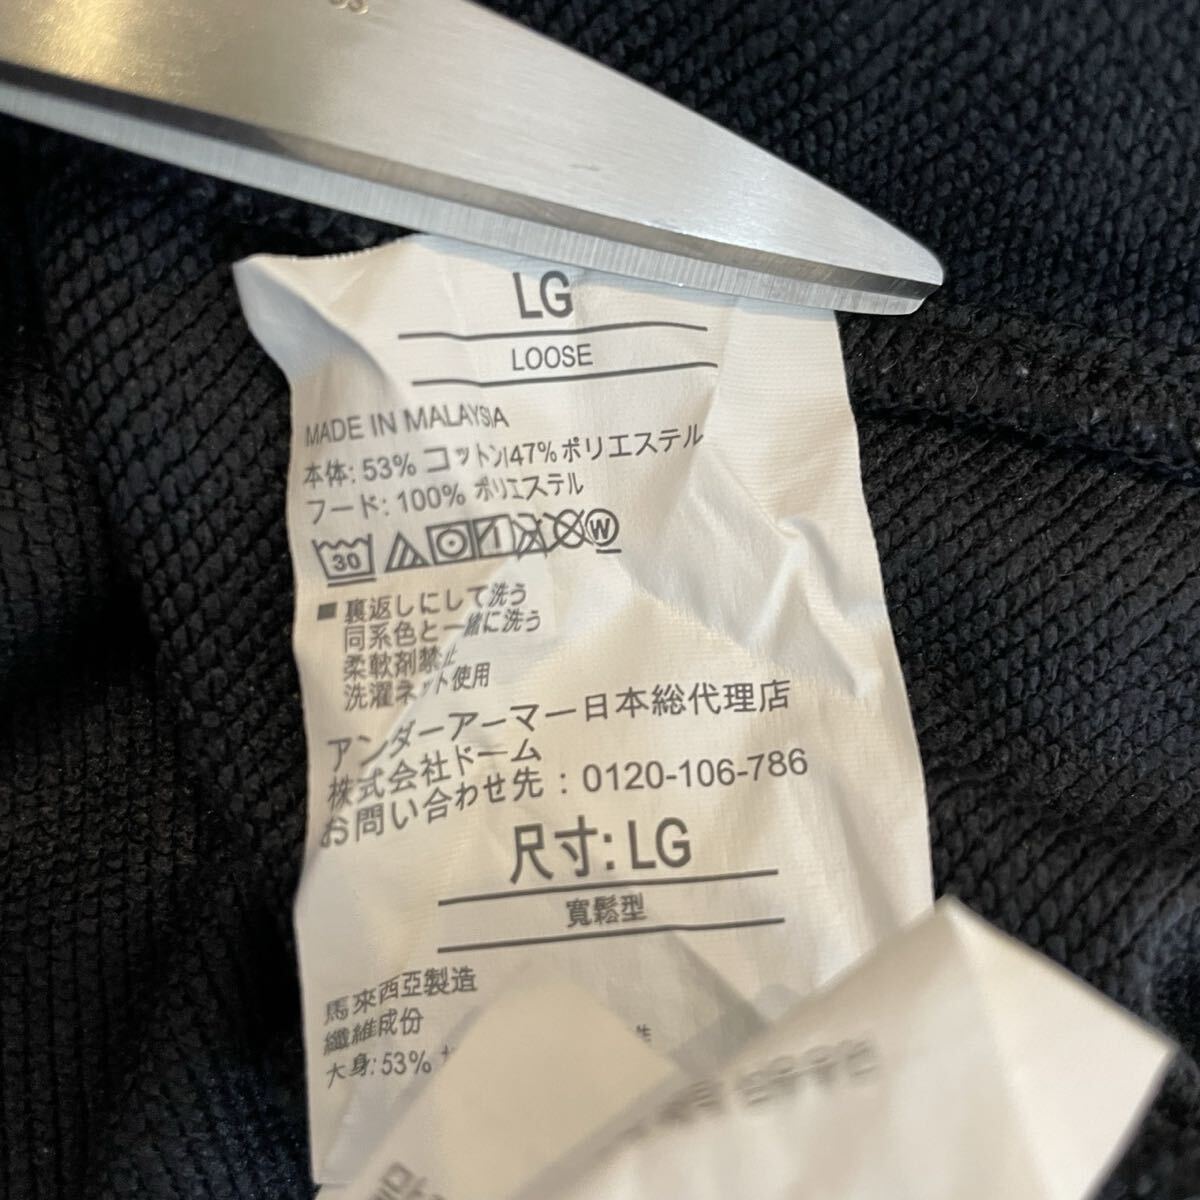 LG
LOOSE
MADE IN MALAYSIA
本体: 53% コットン|47% ポリエステル
フード: 100% ポリエステル
30 W
■ 裏返しにして洗う
同系色と一緒に洗う
柔軟剤禁止
洗濯ネット使用
アンダーアーマー日本総代理店
株式会社ドーム
お問い合わせ先 : 0120-106-786
尺寸: LG
寬鬆型
馬來西亞製造
纖維成份
大身: 53%